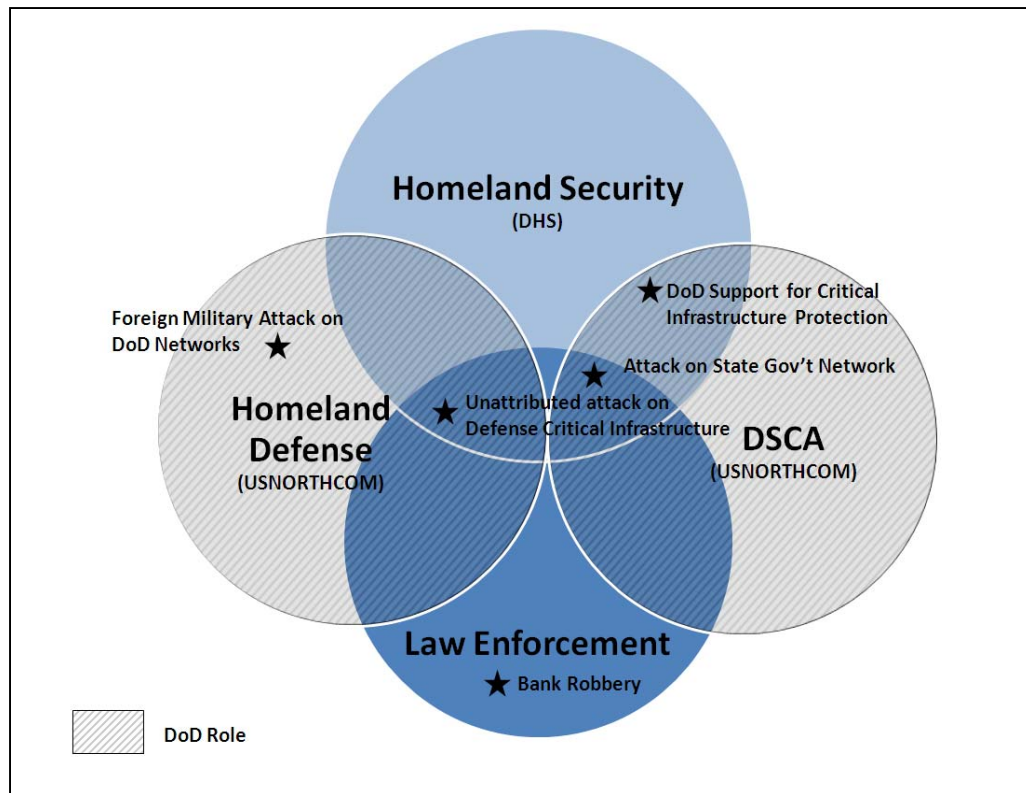 Homeland Security
(DHS)
DoD Support for Critical
Infrastructure Protection
Foreign Military Attack on
DoD Networks
Attack on State Gov’t Network
Unattributed attack on
Defense Critical Infrastructure
Homeland
Defense
(USNORTHCOM)
DSCA
(USNORTHCOM)
Law Enforcement
Bank Robbery
DoD Role